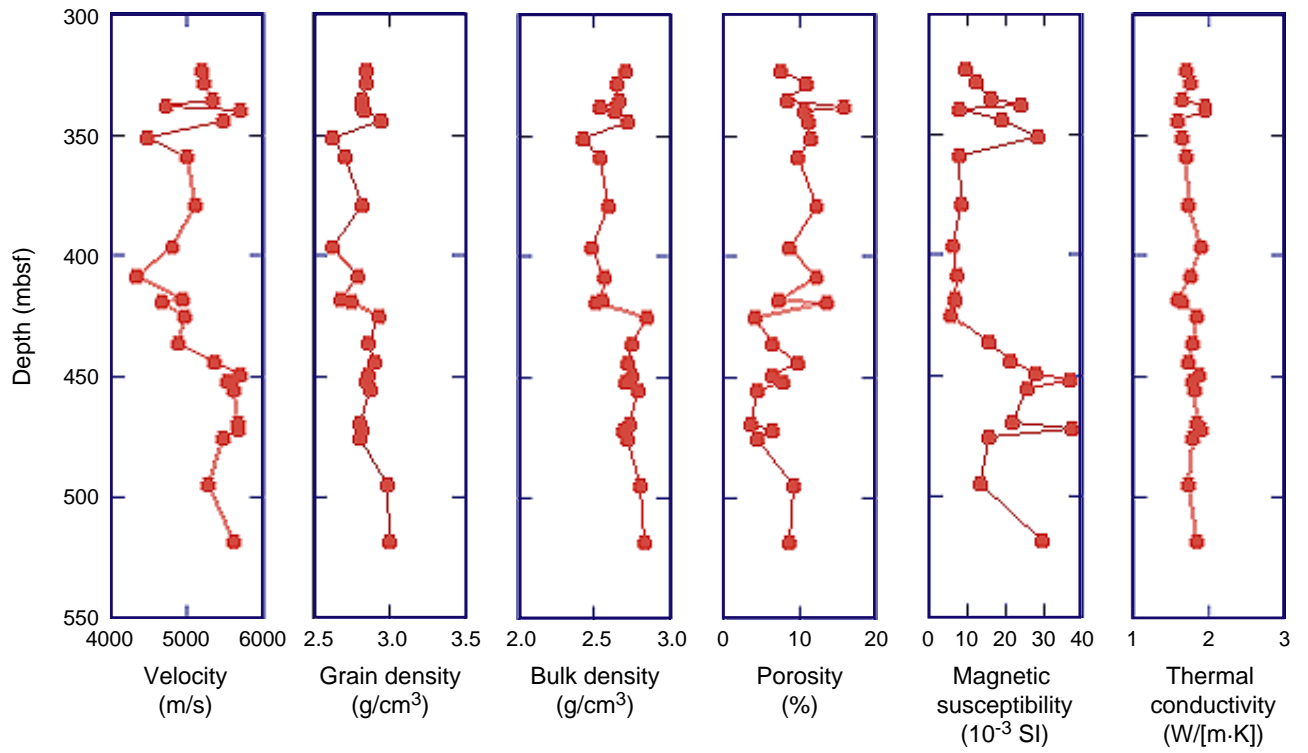 300
350
400
450
500
550
Depth (mbsf)
4000 5000 6000
2.5 3.0 3.5
2.0 2.5 3.0
0 10 20
0 10 20 30 40
1 2 3
Velocity
(m/s)
Grain density
(g/cm³)
Bulk density
(g/cm³)
Porosity
(%)
Magnetic
susceptibility
(10⁻³ SI)
Thermal
conductivity
(W/[m·K])